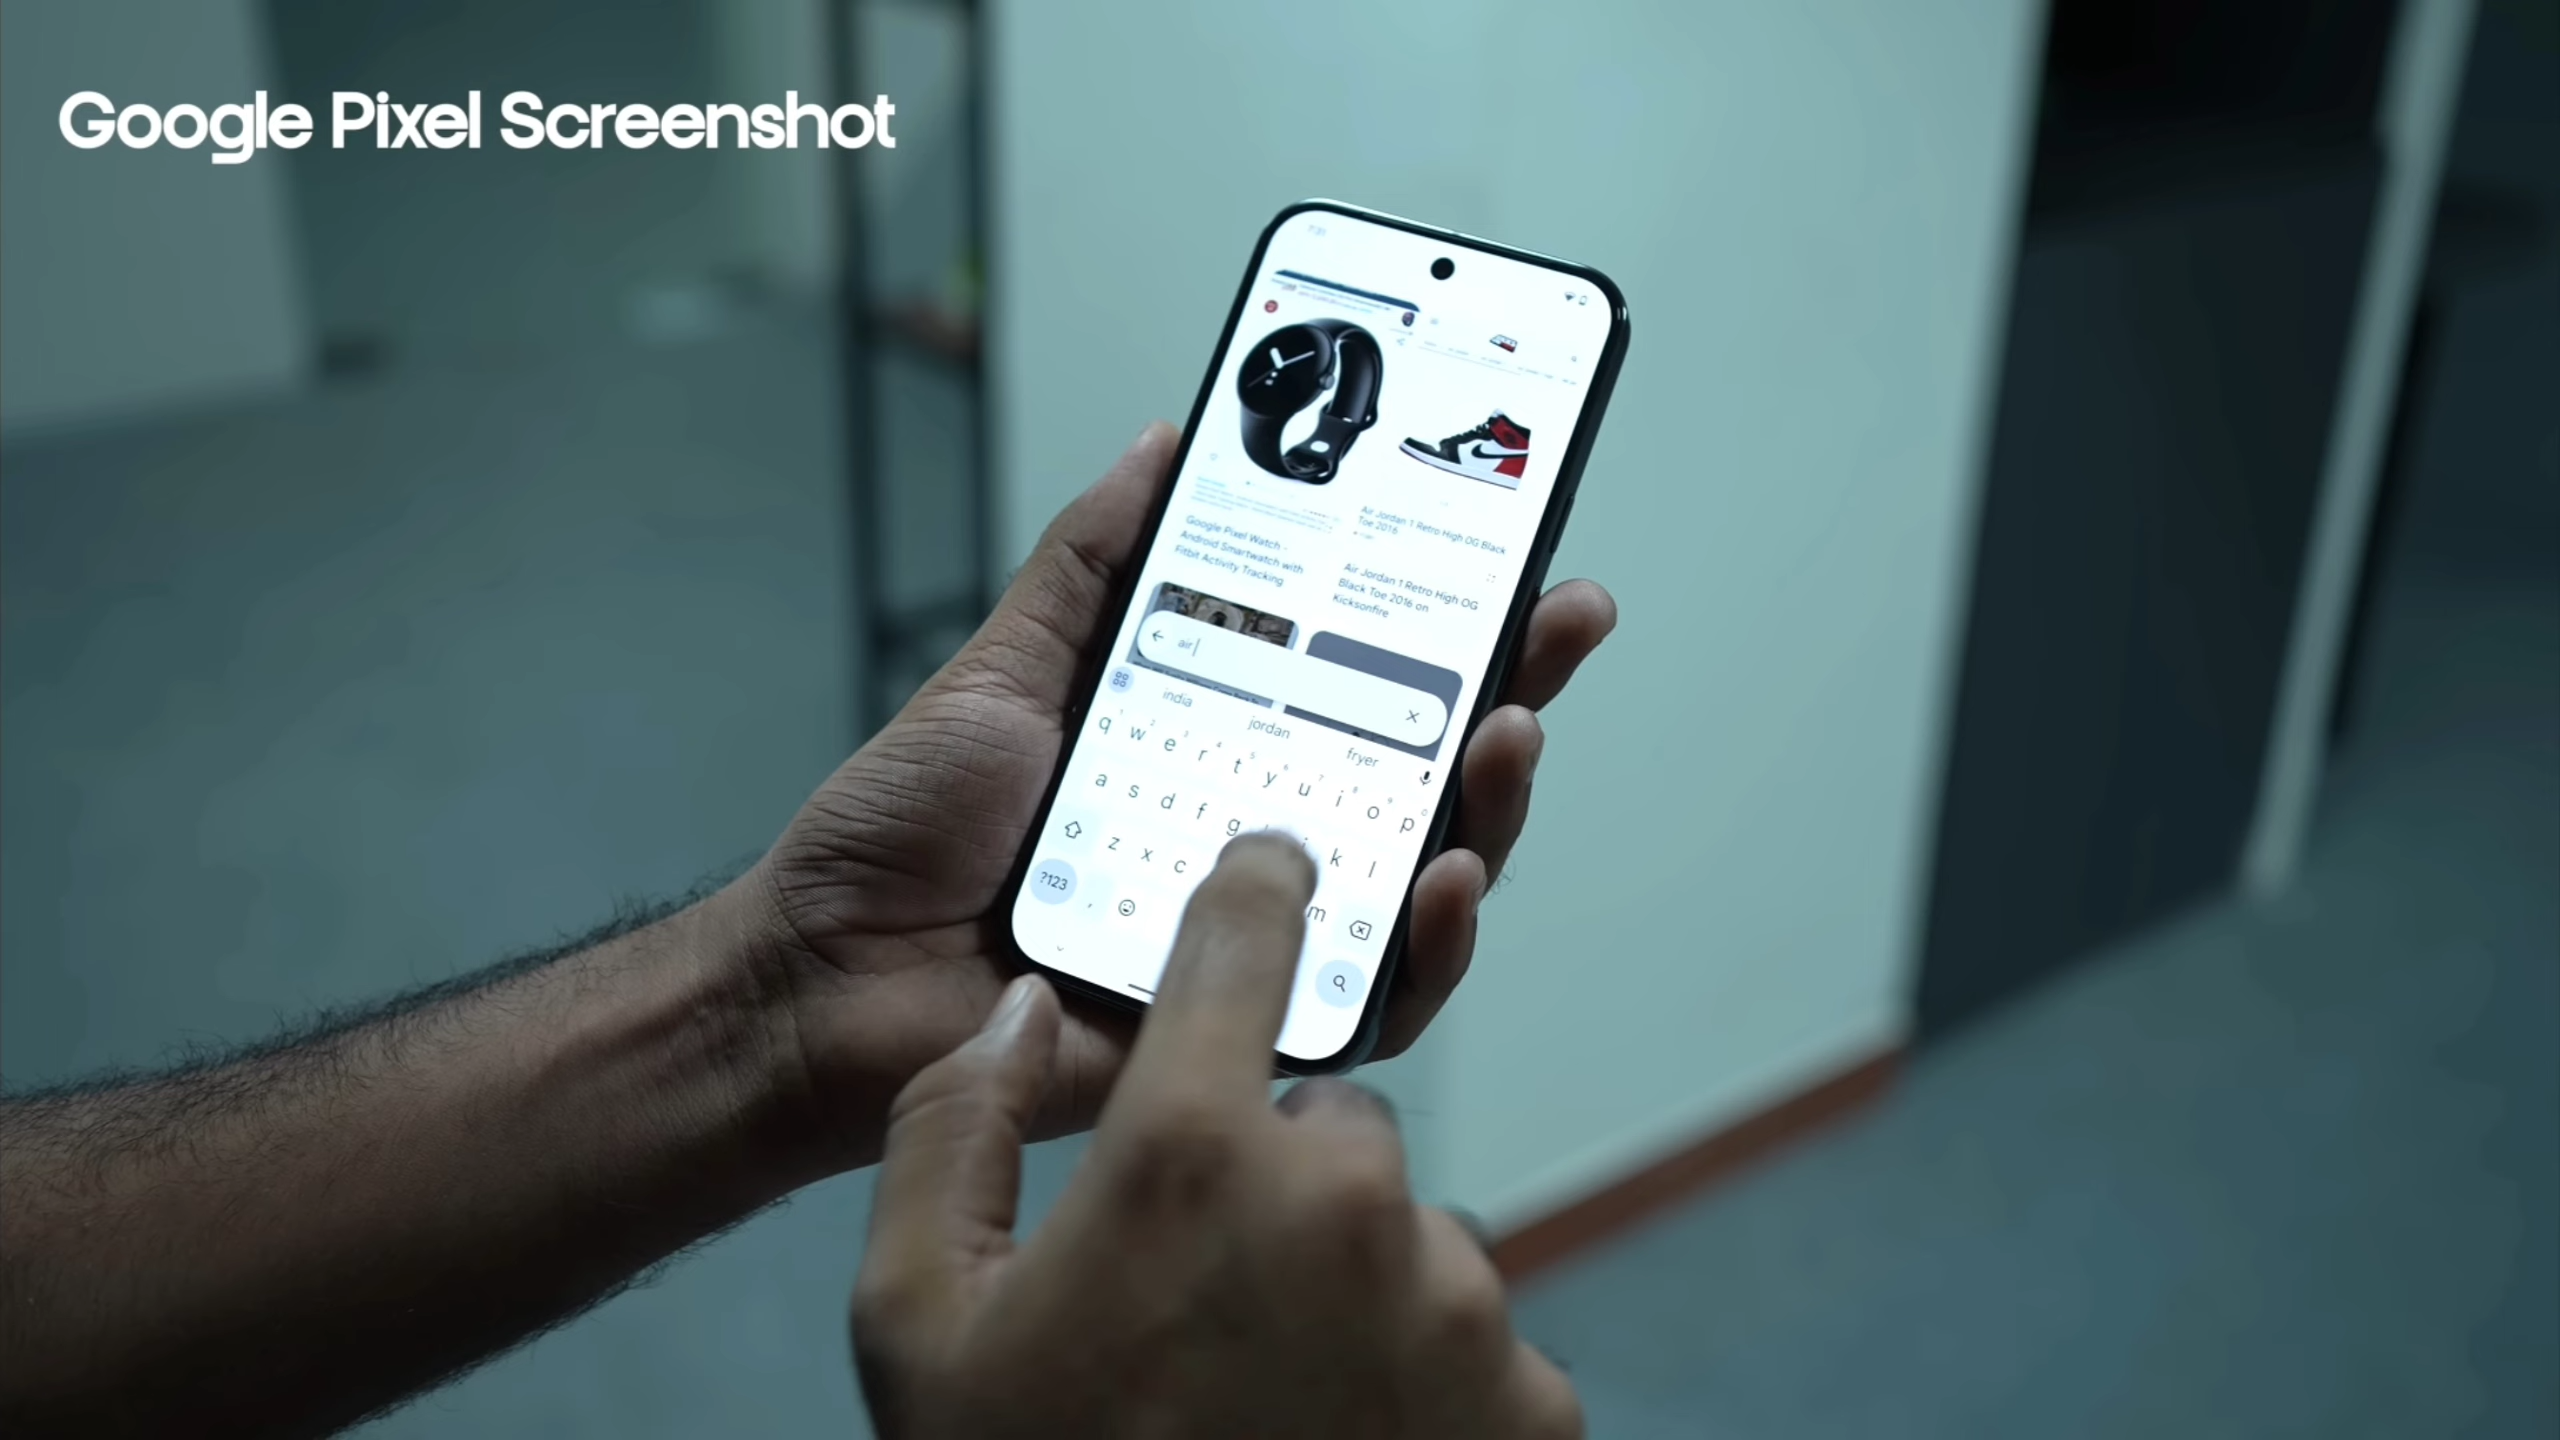 Google Pixel Screenshot
Air Jordan 1 Retro High OG Black
Toe 2016
Google Pixel Watch -
Android Smartwatch with
Fitbit Activity Tracking
Air Jordan 1 Retro High OG
Black Toe 2016 on
Kicksonfire
air
india jordan fryer
q w e r t y u i o p
a s d f g j k l
z x c m
?123 ,